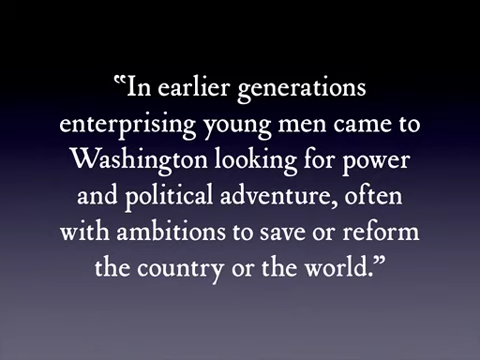 “In earlier generations
enterprising young men came to
Washington looking for power
and political adventure, often
with ambitions to save or reform
the country or the world.”